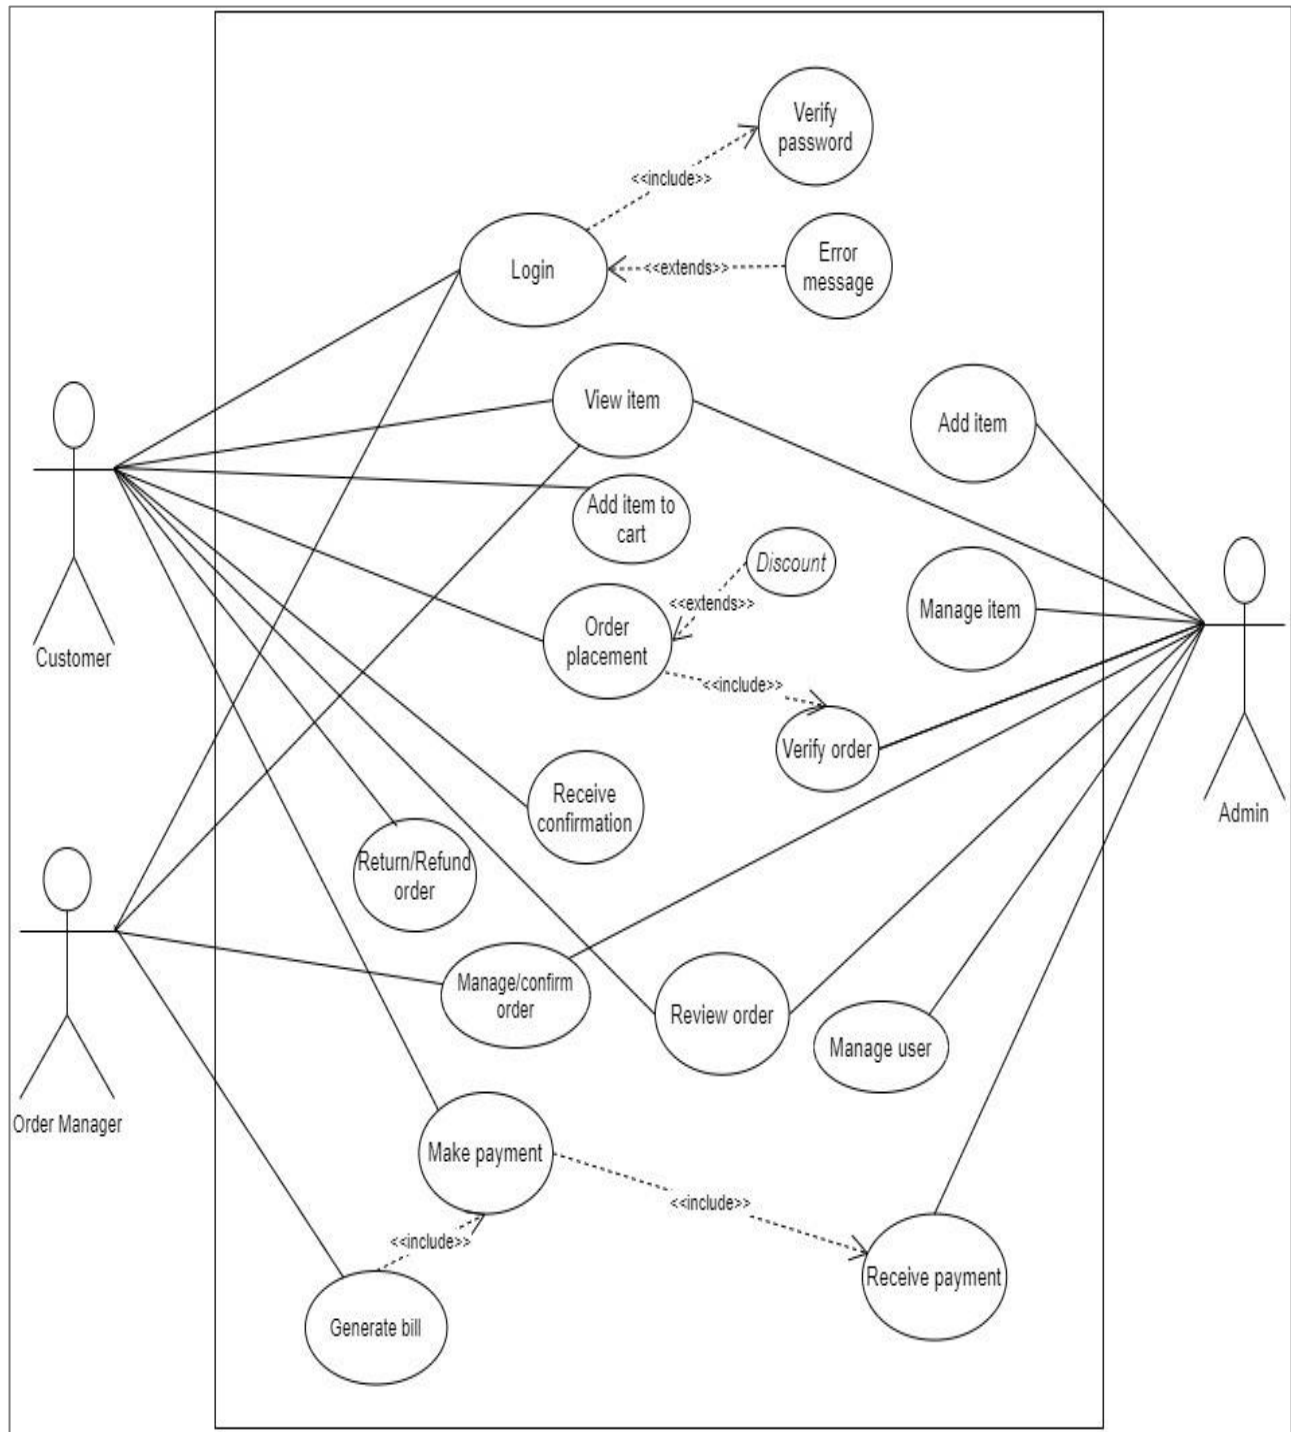 Verify
password
<<include>>
Login
<<extends>>
Error
message
View item
Add item
Add item to
cart
Discount
<<extends>>
Order
placement
Manage item
Customer
<<include>>
Verify order
Receive
confirmation
Admin
Return/Refund
order
Manage/confirm
order
Review order
Manage user
Order Manager
Make payment
<<include>>
<<include>>
Receive payment
Generate bill